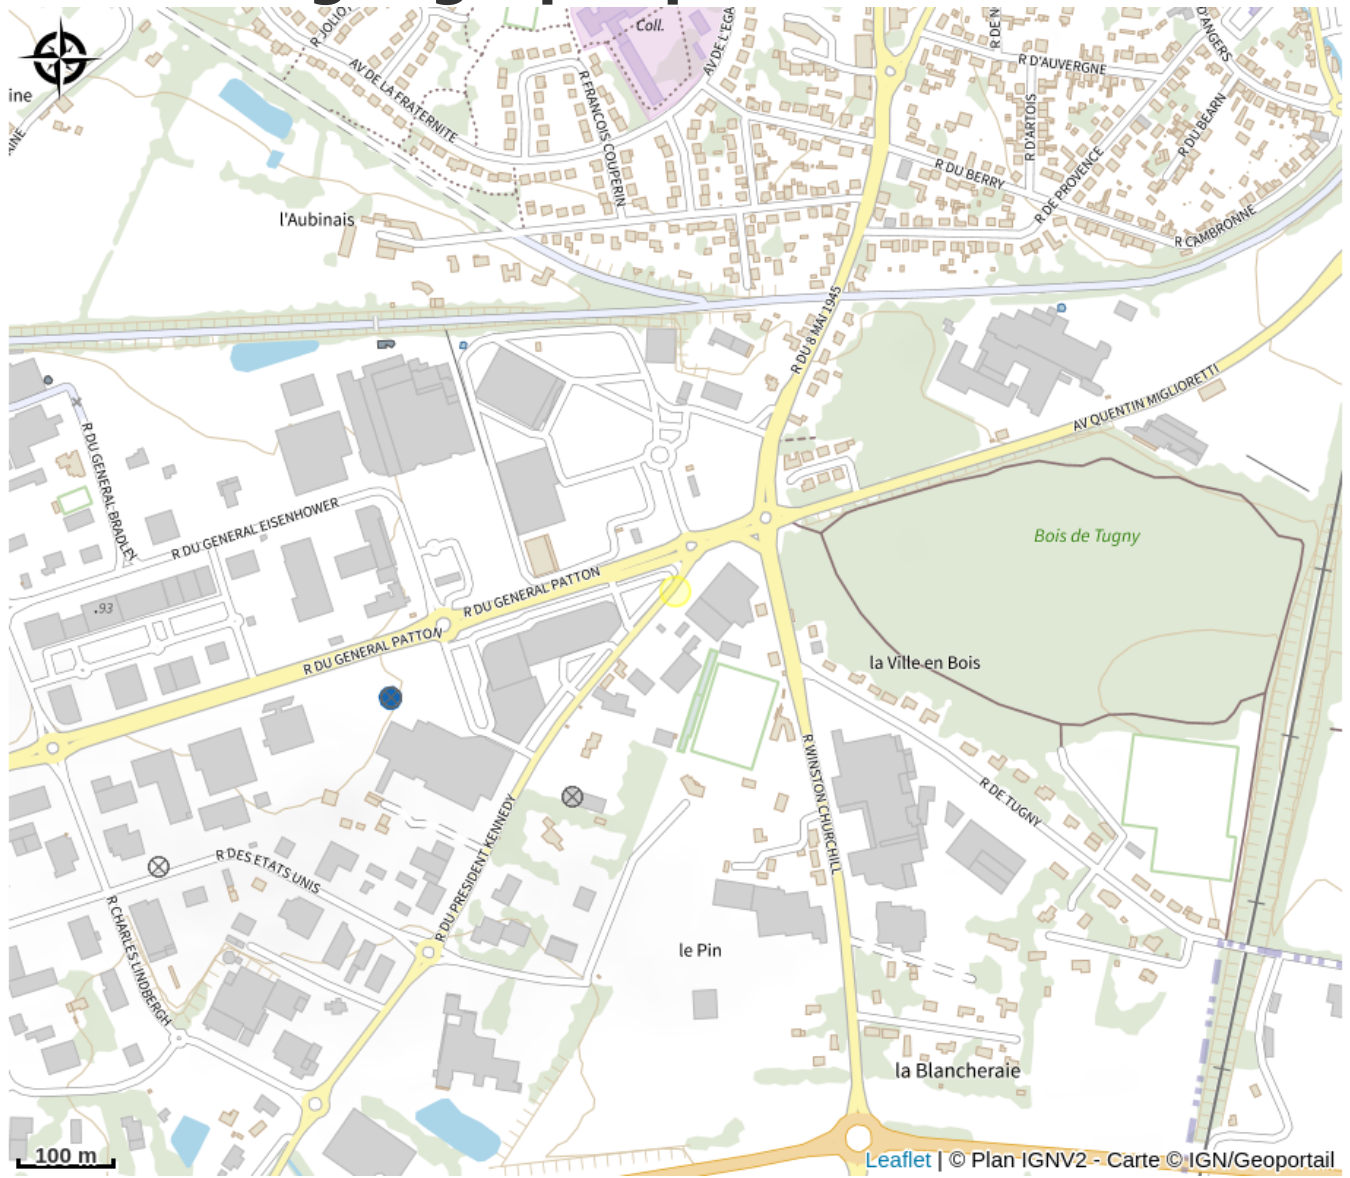 Coll.
R JOLIO
AV DE L'EGA
R DE N
D'ANGERS
R D'AUVERGNE
AV DE LA FRATERNITE
R FRANCOIS COUPERIN
ine
AINE
R D'ARTOIS
R DU BEARN
R DU BERRY
R DE PROVENCE
l'Aubinais
R CAMBRONNE
R DU 8 MAI 1945
AV QUENTIN MIGLIORETTI
R DU GENERAL BRADLEY
R DU GENERAL EISENHOWER
Bois de Tugny
R DU GENERAL PATTON
.93
R DU GENERAL PATTON
la Ville en Bois
R WINSTON CHURCHILL
R DE TUGNY
R DU PRESIDENT KENNEDY
R DES ETATS UNIS
R CHARLES LINDBERGH
le Pin
la Blancheraie
100 m
Leaflet | © Plan IGNV2 - Carte © IGN/Geoportail